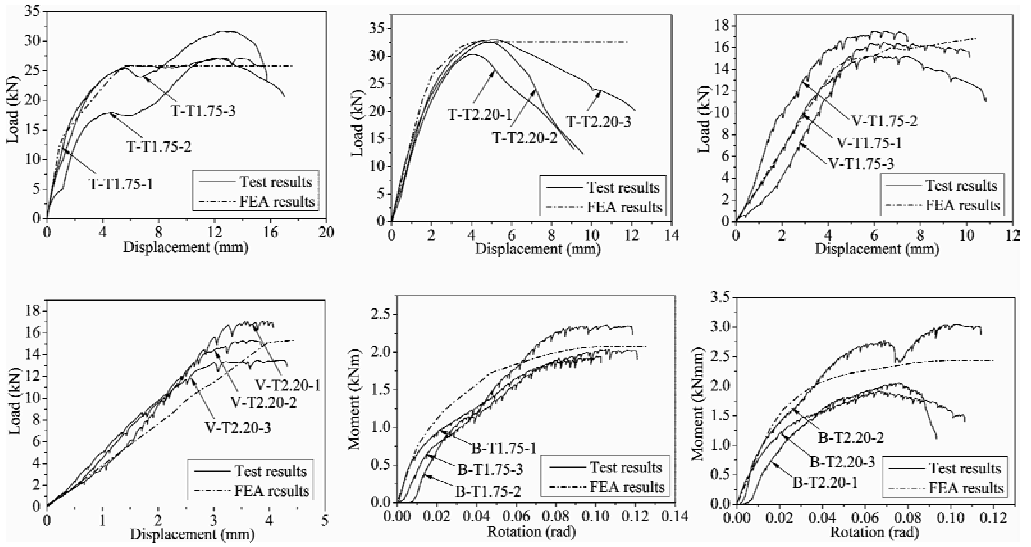 35
30
25
20
15
10
5
0
Load (kN)
T-T1.75-3
T-T1.75-2
T-T1.75-1
Test results
FEA results
0 2 4 6 8 10 12 14 16 18 20
Displacement (mm)
40
35
30
25
20
15
10
5
0
Load (kN)
T-T2.20-1
T-T2.20-2
T-T2.20-3
Test results
FEA results
0 2 4 6 8 10 12 14
Displacement (mm)
18
16
14
12
10
8
6
4
2
0
Load (kN)
V-T1.75-2
V-T1.75-1
V-T1.75-3
Test results
FEA results
0 2 4 6 8 10 12
Displacement (mm)
18
16
14
12
10
8
6
4
2
0
Load (kN)
V-T2.20-1
V-T2.20-2
V-T2.20-3
Test results
FEA results
0 1 2 3 4 5
Displacement (mm)
2.5
2.0
1.5
1.0
0.5
0.0
Moment (kNm)
B-T1.75-1
B-T1.75-3
B-T1.75-2
Test results
FEA results
0.00 0.02 0.04 0.06 0.08 0.10 0.12 0.14
Rotation (rad)
3.5
3.0
2.5
2.0
1.5
1.0
0.5
0.0
Moment (kNmm)
B-T2.20-2
B-T2.20-3
B-T2.20-1
Test results
FEA results
0.00 0.02 0.04 0.06 0.08 0.10 0.12
Rotation (rad)